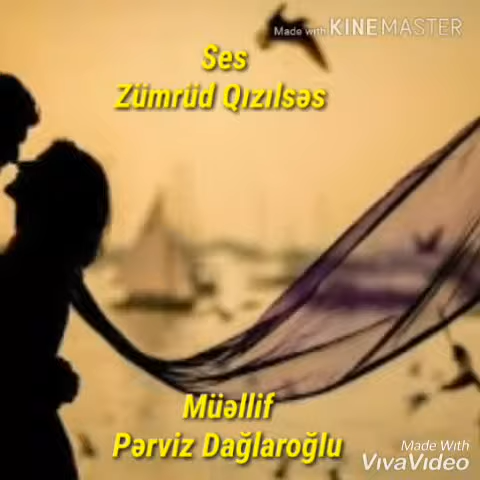 Made with KINEMASTER
Ses
Zümrüd Qızılsəs
Müəllif
Pərviz Dağlaroğlu
Made With
VivaVideo